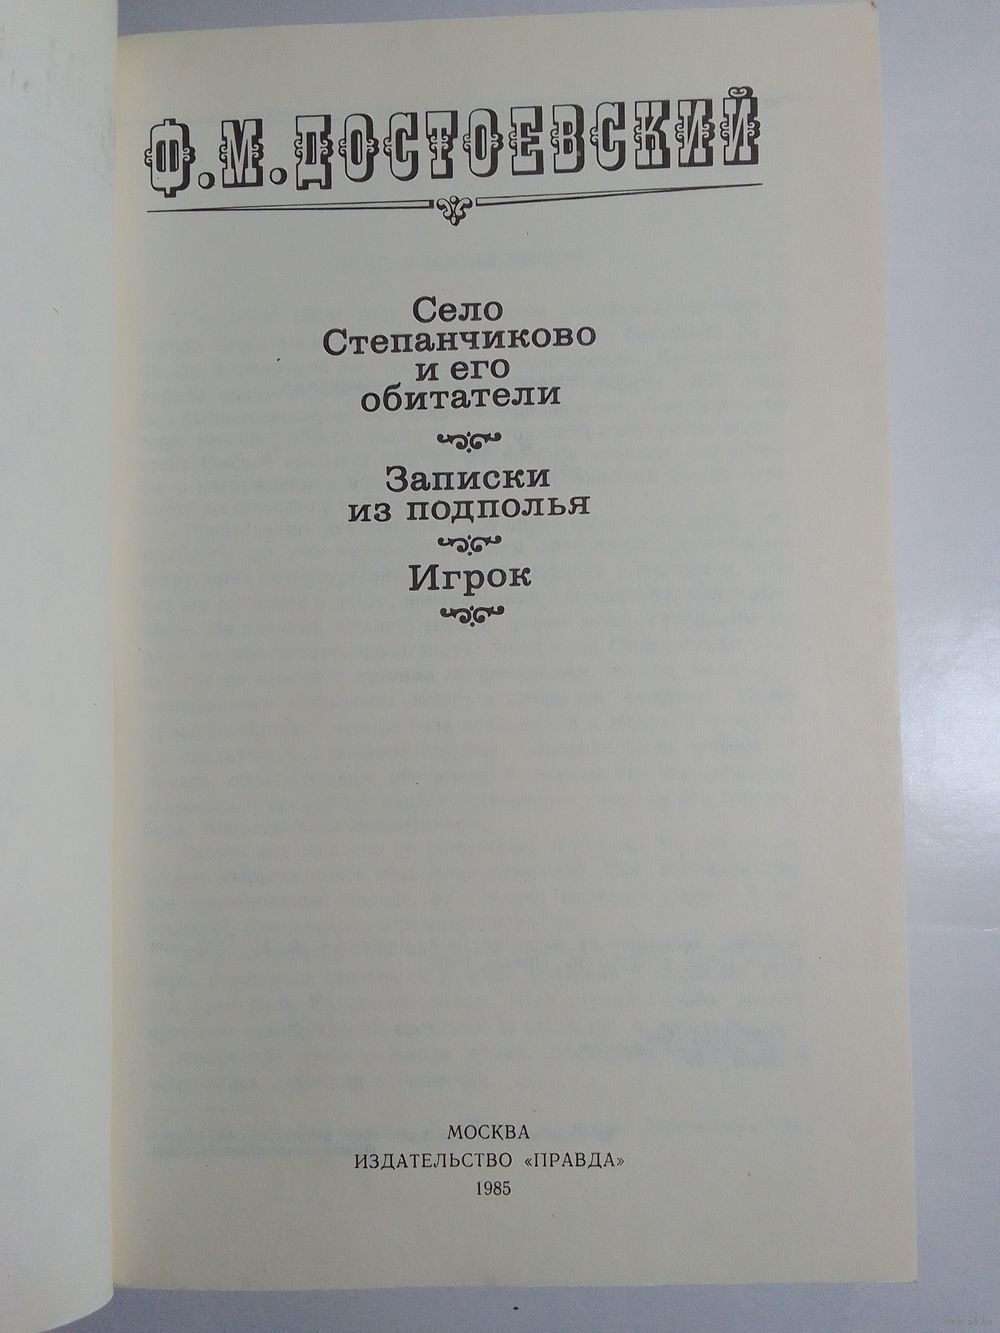 Ф. М. ДОСТОЕВСКИЙ
Село
Степанчиково
и его
обитатели
Записки
из подполья
Игрок
МОСКВА
ИЗДАТЕЛЬСТВО «ПРАВДА»
1985